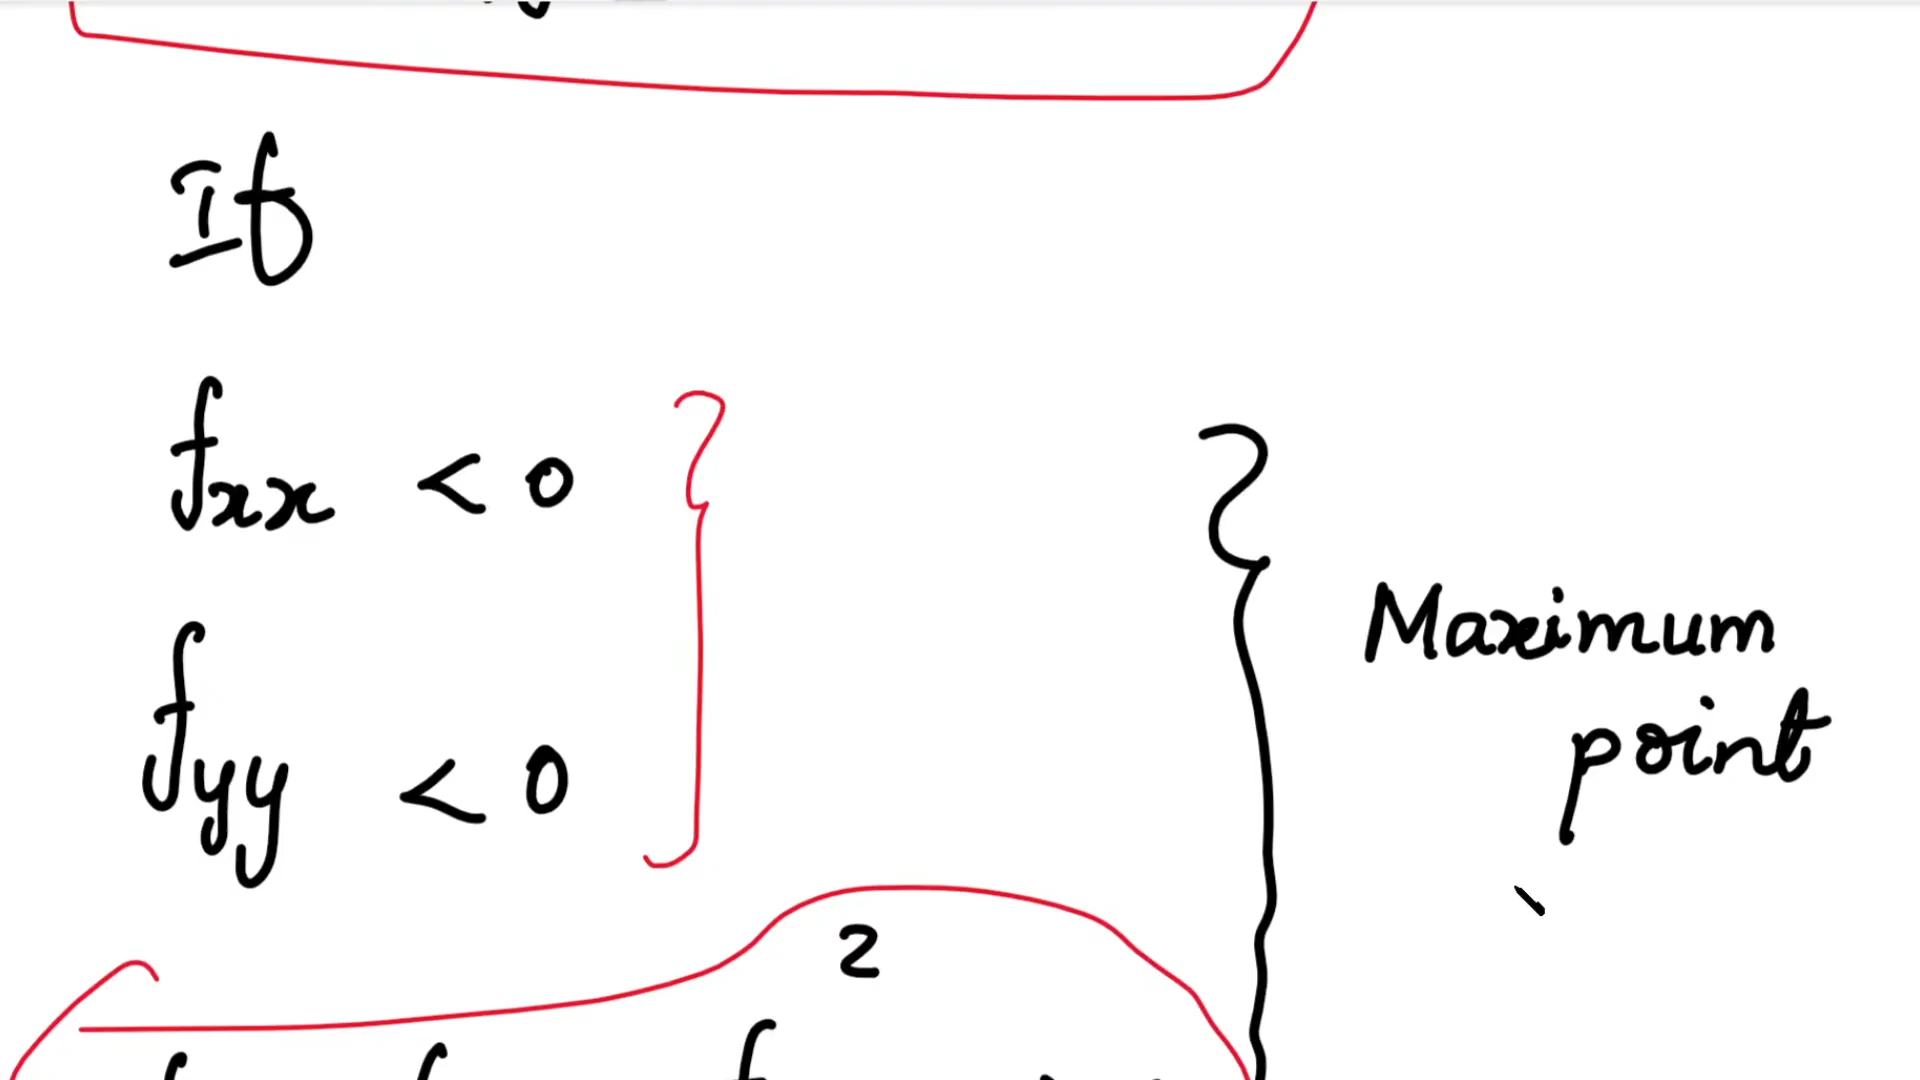 If
fxx < 0
fyy < 0
Maximum
point
2